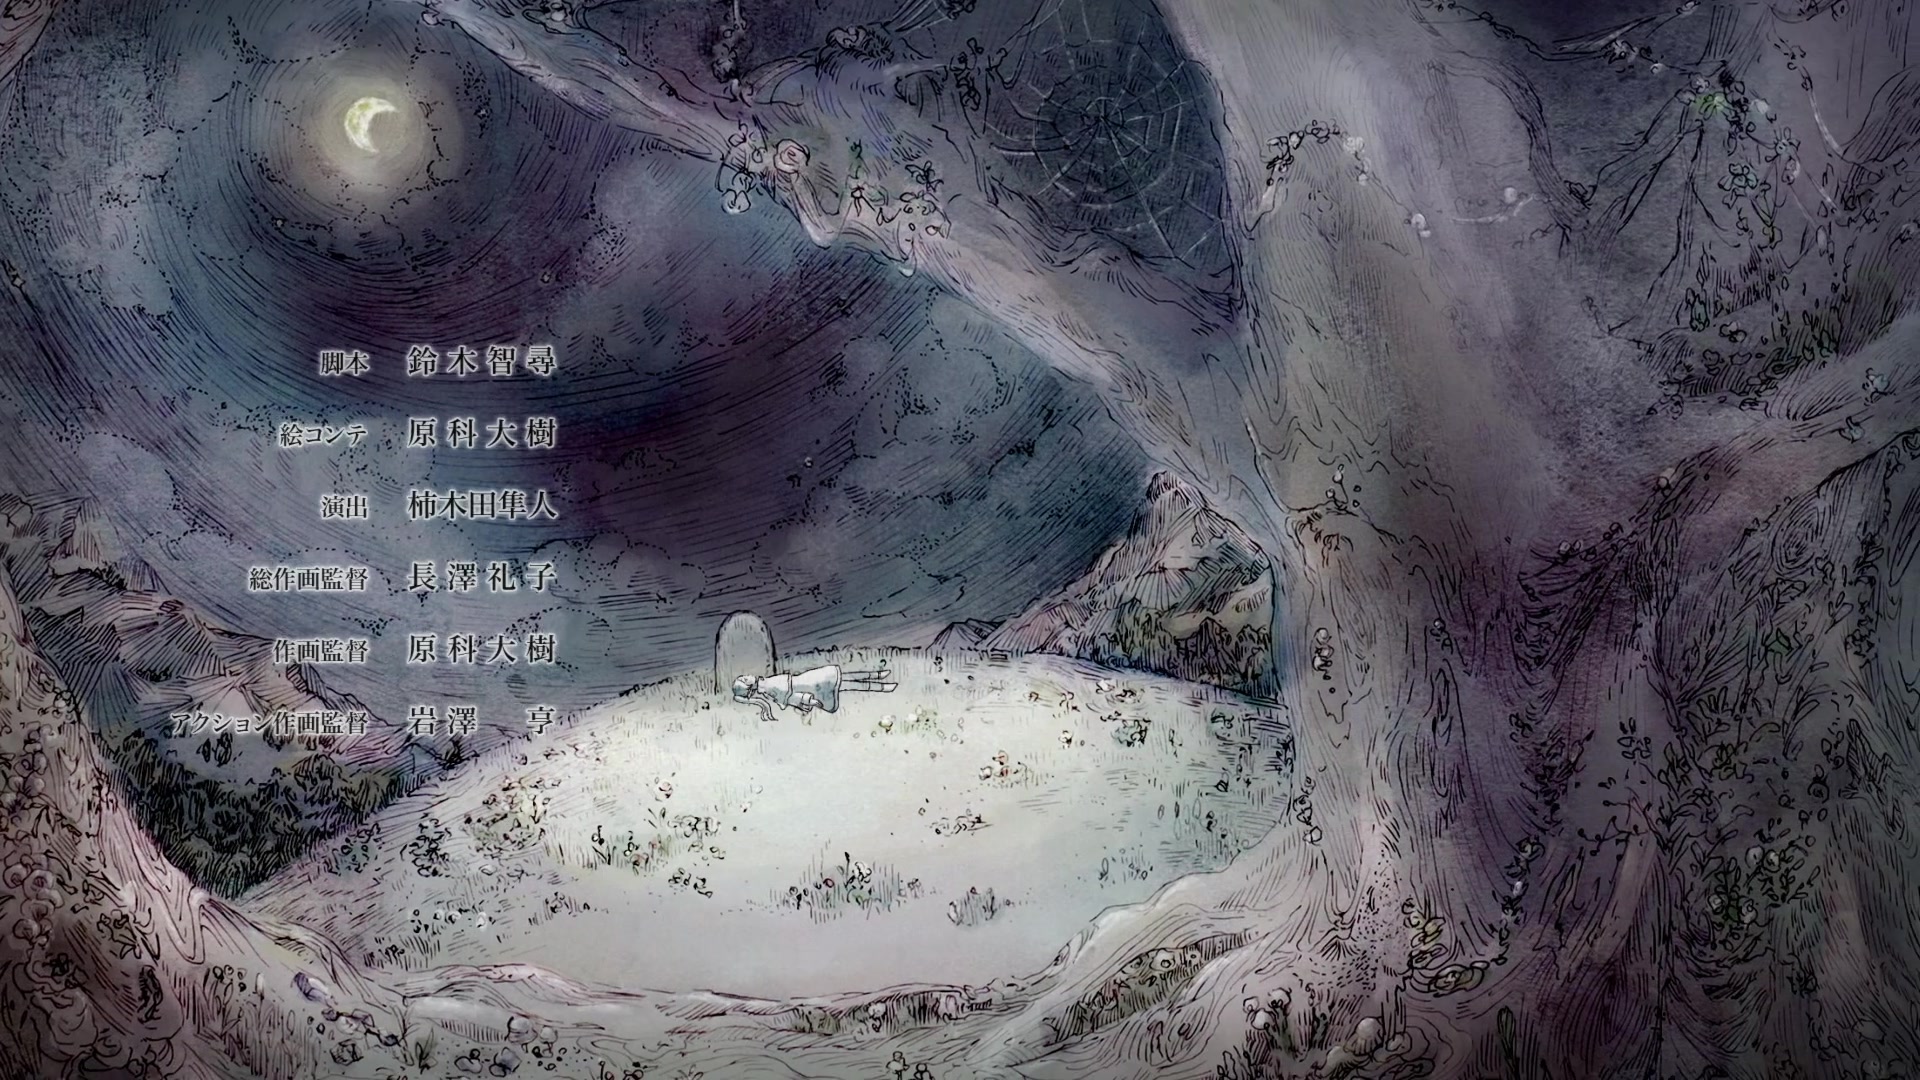 脚本 鈴木智尋
絵コンテ 原科大樹
演出 柿木田隼人
総作画監督 長澤礼子
作画監督 原科大樹
アクション作画監督 岩澤 亨